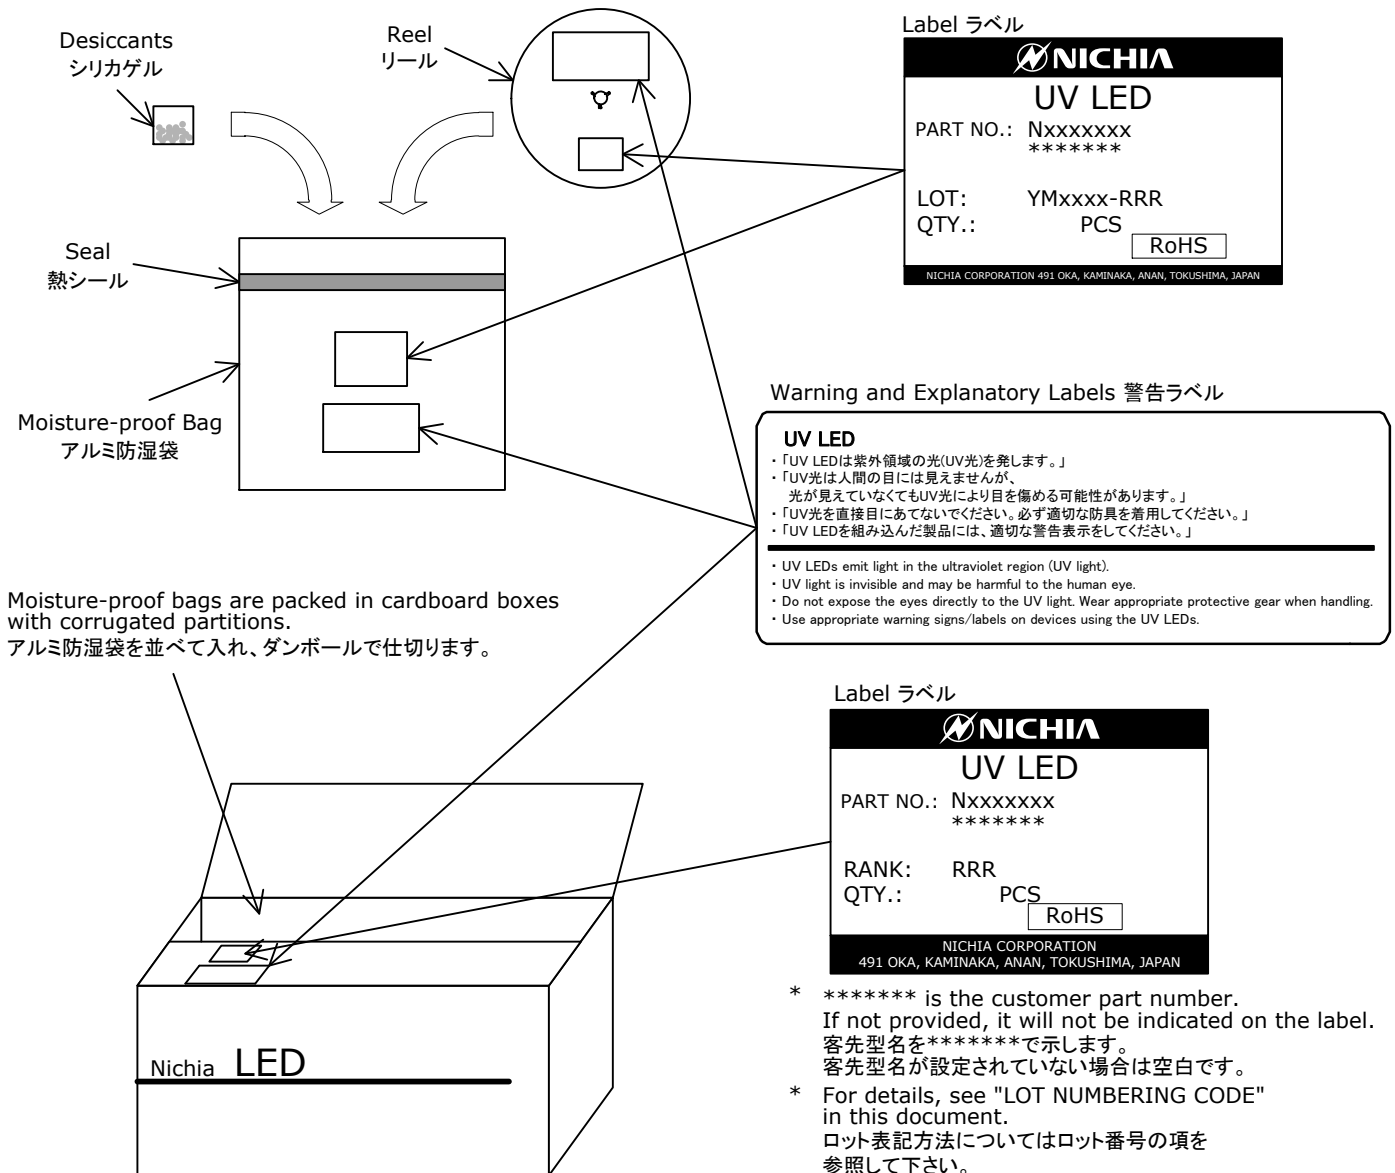 Desiccants
シリカゲル
Reel
リール
Label ラベル
NICHIA
UV LED
PART NO.: Nxxxxxxx
*******
LOT: YMxxxx-RRR
QTY.: PCS
RoHS
NICHIA CORPORATION 491 OKA, KAMINAKA, ANAN, TOKUSHIMA, JAPAN
Seal
熱シール
Moisture-proof Bag
アルミ防湿袋
Warning and Explanatory Labels 警告ラベル
UV LED
・「UV LEDは紫外領域の光(UV光)を発します。」
・「UV光は人間の目には見えませんが、
光が見えていなくてもUV光により目を傷める可能性があります。」
・「UV光を直接目にあてないでください。必ず適切な防具を着用してください。」
・「UV LEDを組み込んだ製品には、適切な警告表示をしてください。」
・ UV LEDs emit light in the ultraviolet region (UV light).
・ UV light is invisible and may be harmful to the human eye.
・ Do not expose the eyes directly to the UV light. Wear appropriate protective gear when handling.
・ Use appropriate warning signs/labels on devices using the UV LEDs.
Moisture-proof bags are packed in cardboard boxes
with corrugated partitions.
アルミ防湿袋を並べて入れ、ダンボールで仕切ります。
Label ラベル
NICHIA
UV LED
PART NO.: Nxxxxxxx
*******
RANK: RRR
QTY.: PCS
RoHS
NICHIA CORPORATION
491 OKA, KAMINAKA, ANAN, TOKUSHIMA, JAPAN
Nichia LED
* ******* is the customer part number.
If not provided, it will not be indicated on the label.
客先型名を*******で示します。
客先型名が設定されていない場合は空白です。
* For details, see "LOT NUMBERING CODE"
in this document.
ロット表記方法についてはロット番号の項を
参照して下さい。